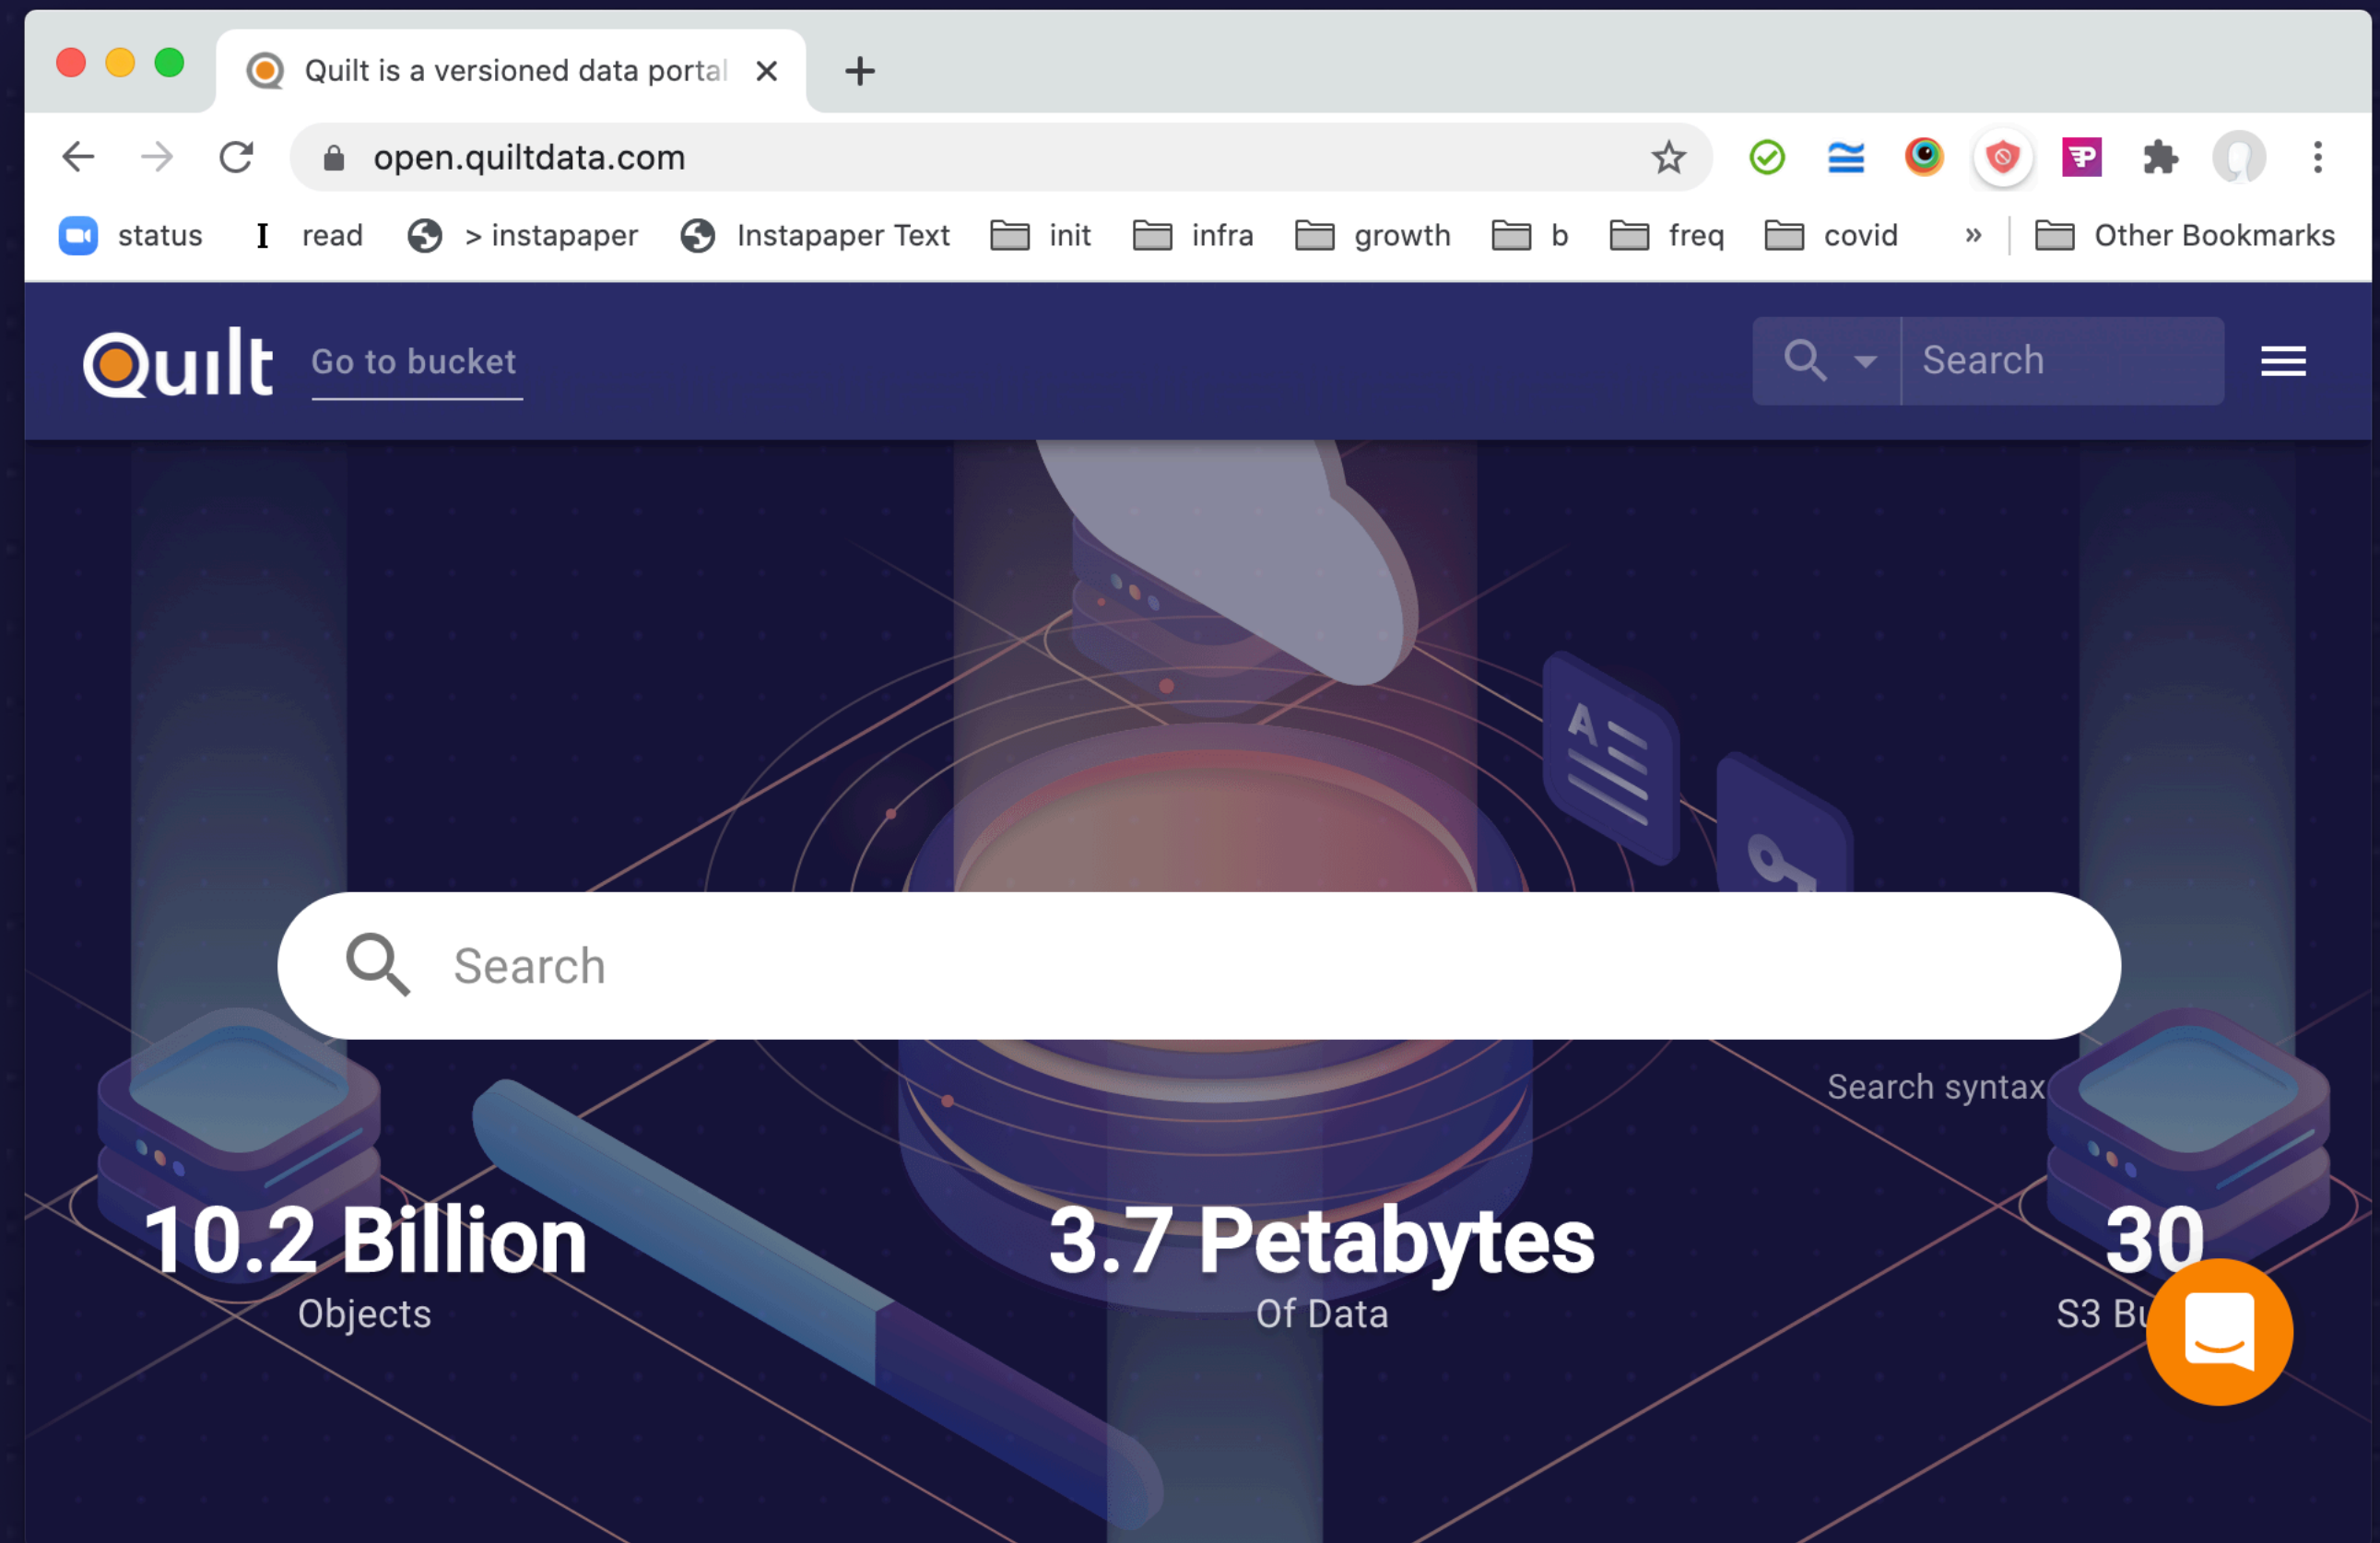 Quilt is a versioned data portal
open.quiltdata.com
status read > instapaper Instapaper Text init infra growth b freq covid » Other Bookmarks
Quilt Go to bucket Search
A
Search
Search syntax
10.2 Billion 3.7 Petabytes 30
Objects Of Data S3